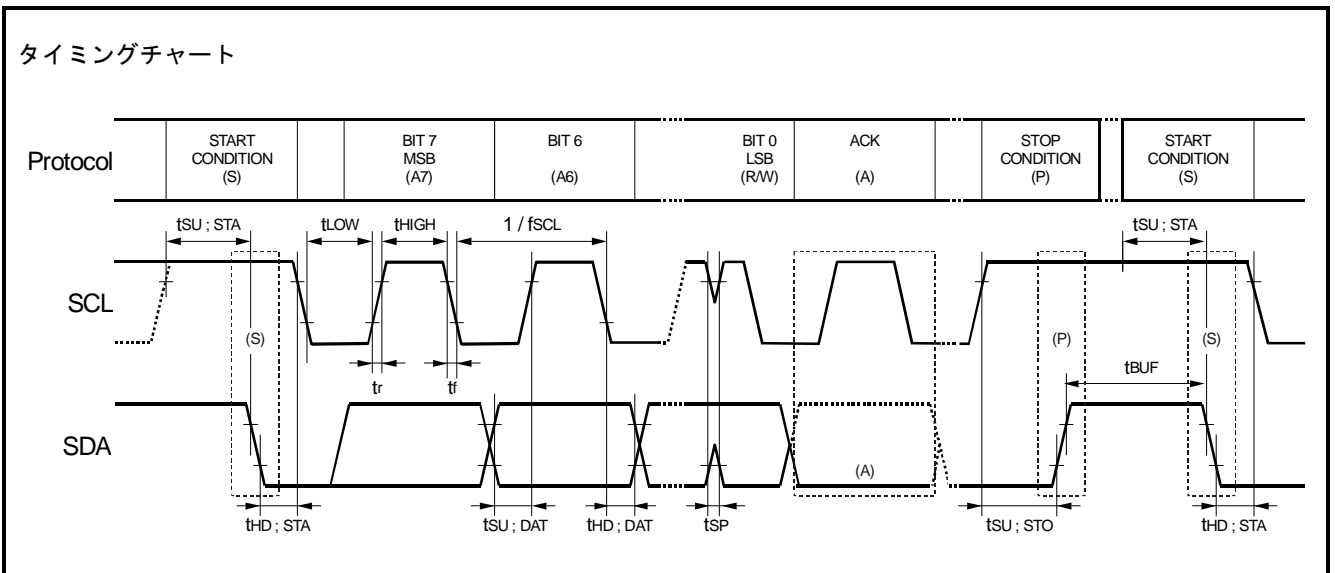 タイミングチャート
Protocol
START
CONDITION
(S)
BIT 7
MSB
(A7)
BIT 6
(A6)
BIT 0
LSB
(R/W)
ACK
(A)
STOP
CONDITION
(P)
START
CONDITION
(S)
tSU ; STA
tLOW
tHIGH
1 / fSCL
tSU ; STA
SCL
(S)
(P)
(S)
tr
tf
tBUF
SDA
(A)
tHD ; STA
tSU ; DAT
tHD ; DAT
tSP
tSU ; STO
tHD ; STA